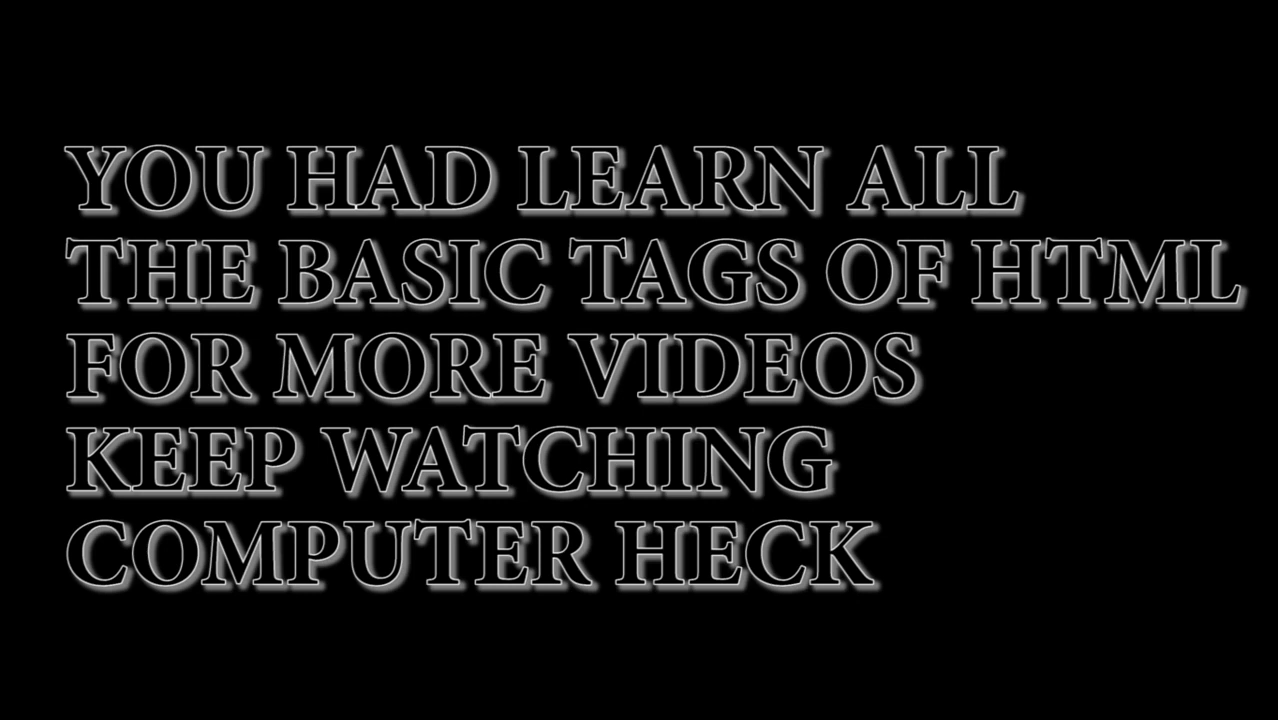 YOU HAD LEARN ALL
THE BASIC TAGS OF HTML
FOR MORE VIDEOS
KEEP WATCHING
COMPUTER HECK